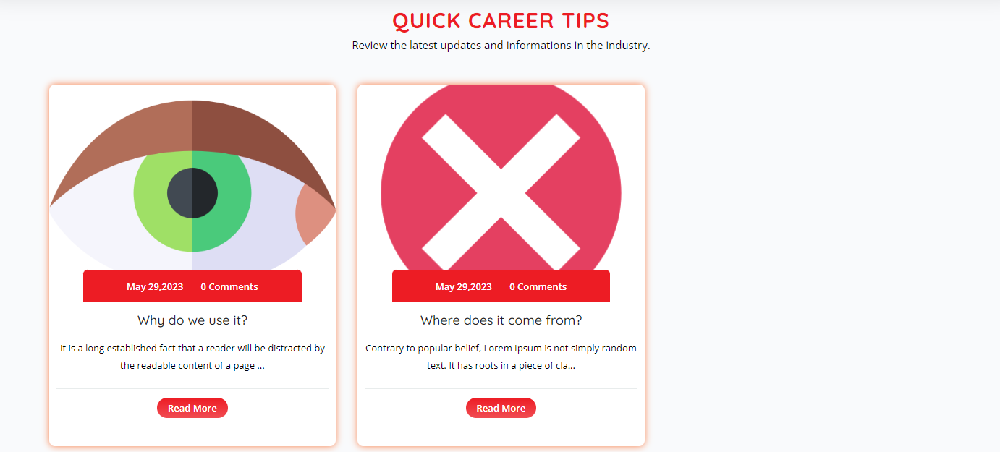 QUICK CAREER TIPS
Review the latest updates and informations in the industry.
May 29,2023 0 Comments
Why do we use it?
It is a long established fact that a reader will be distracted by
the readable content of a page ...
Read More
May 29,2023 0 Comments
Where does it come from?
Contrary to popular belief, Lorem Ipsum is not simply random
text. It has roots in a piece of cla...
Read More